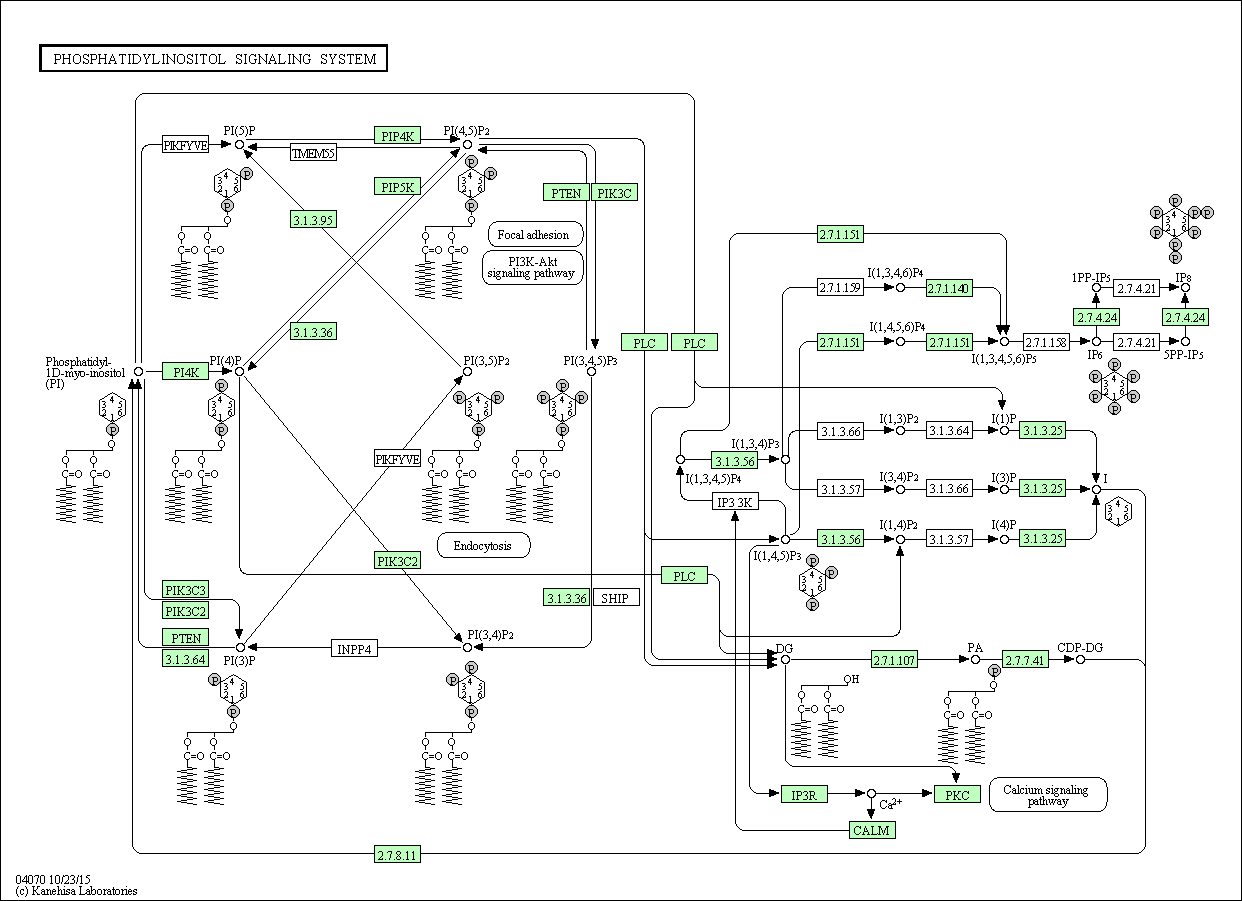 PHOSPHATIDYLINOSITOL SIGNALING SYSTEM
PI(5)P
PIP4K
PI(4,5)P2
PIKFYVE
TMEM55
PIP5K
PTEN
PIK3C
3.1.3.95
Focal adhesion
PI3K-Akt
signaling pathway
3.1.3.36
Phosphatidyl-
1D-myo-inositol
(PI)
PI4K
PI(4)P
PI(3,5)P2
PI(3,4,5)P3
PLC
PLC
PIKFYVE
Endocytosis
PIK3C2
PLC
PIK3C3
PIK3C2
PTEN
3.1.3.64
PI(3)P
INPP4
PI(3,4)P2
3.1.3.36
SHIP
2.7.1.151
I(1,3,4,6)P4
2.7.1.159
2.7.1.140
I(1,4,5,6)P4
2.7.1.151
2.7.1.151
I(1,3,4,5,6)P5
2.7.1.158
1PP-IP5
2.7.4.21
IP8
2.7.4.24
2.7.4.24
IP6
2.7.4.21
5PP-IP5
I(1,3,4)P3
3.1.3.56
I(1,3,4,5)P4
IP3 3K
I(1,4,5)P3
3.1.3.66
I(1,3)P2
3.1.3.64
I(1)P
3.1.3.25
3.1.3.57
I(3,4)P2
3.1.3.66
I(3)P
3.1.3.25
I
3.1.3.56
I(1,4)P2
3.1.3.57
I(4)P
3.1.3.25
DG
2.7.1.107
PA
2.7.7.41
CDP-DG
OH
IP3R
Ca2+
PKC
CALM
Calcium signaling
pathway
2.7.8.11
04070 10/23/15
(c) Kanehisa Laboratories